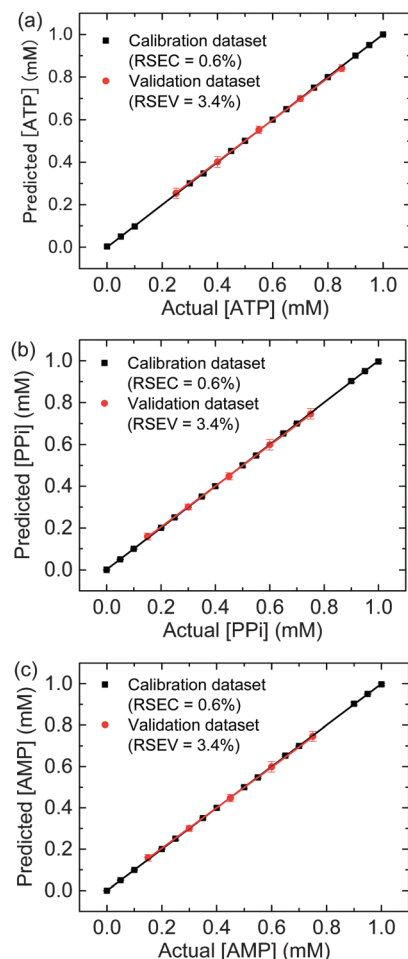 (a)
Calibration dataset
(RSEC = 0.6%)
Validation dataset
(RSEV = 3.4%)
Predicted [ATP] (mM)
1.0
0.8
0.6
0.4
0.2
0.0
0.0 0.2 0.4 0.6 0.8 1.0
Actual [ATP] (mM)
(b)
Calibration dataset
(RSEC = 0.6%)
Validation dataset
(RSEV = 3.4%)
Predicted [PPi] (mM)
1.0
0.8
0.6
0.4
0.2
0.0
0.0 0.2 0.4 0.6 0.8 1.0
Actual [PPi] (mM)
(c)
Calibration dataset
(RSEC = 0.6%)
Validation dataset
(RSEV = 3.4%)
Predicted [AMP] (mM)
1.0
0.8
0.6
0.4
0.2
0.0
0.0 0.2 0.4 0.6 0.8 1.0
Actual [AMP] (mM)